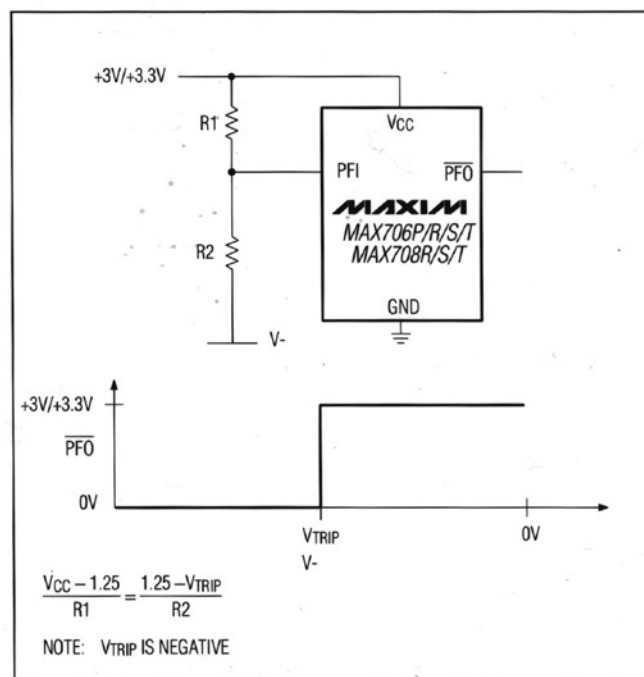 +3V/+3.3V
R1
VCC
PFI
PFO
MAXIM
MAX706P/R/S/T
MAX708R/S/T
R2
GND
V-
+3V/+3.3V
PFO
0V
VTRIP
0V
V-
VCC – 1.25 / R1 = 1.25 –VTRIP / R2
NOTE: VTRIP IS NEGATIVE